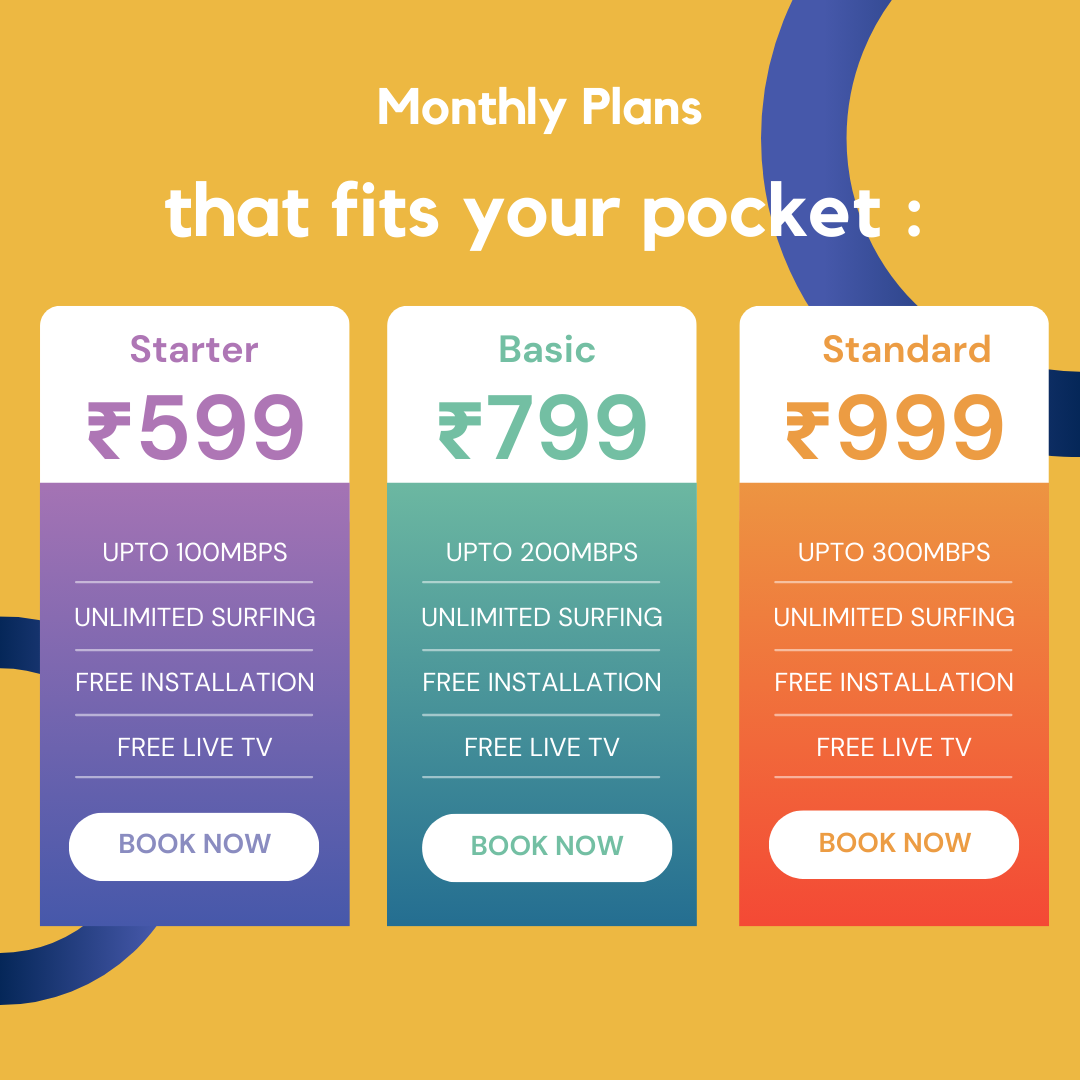 Monthly Plans
that fits your pocket :
Starter
₹599
UPTO 100MBPS
UNLIMITED SURFING
FREE INSTALLATION
FREE LIVE TV
BOOK NOW
Basic
₹799
UPTO 200MBPS
UNLIMITED SURFING
FREE INSTALLATION
FREE LIVE TV
BOOK NOW
Standard
₹999
UPTO 300MBPS
UNLIMITED SURFING
FREE INSTALLATION
FREE LIVE TV
BOOK NOW